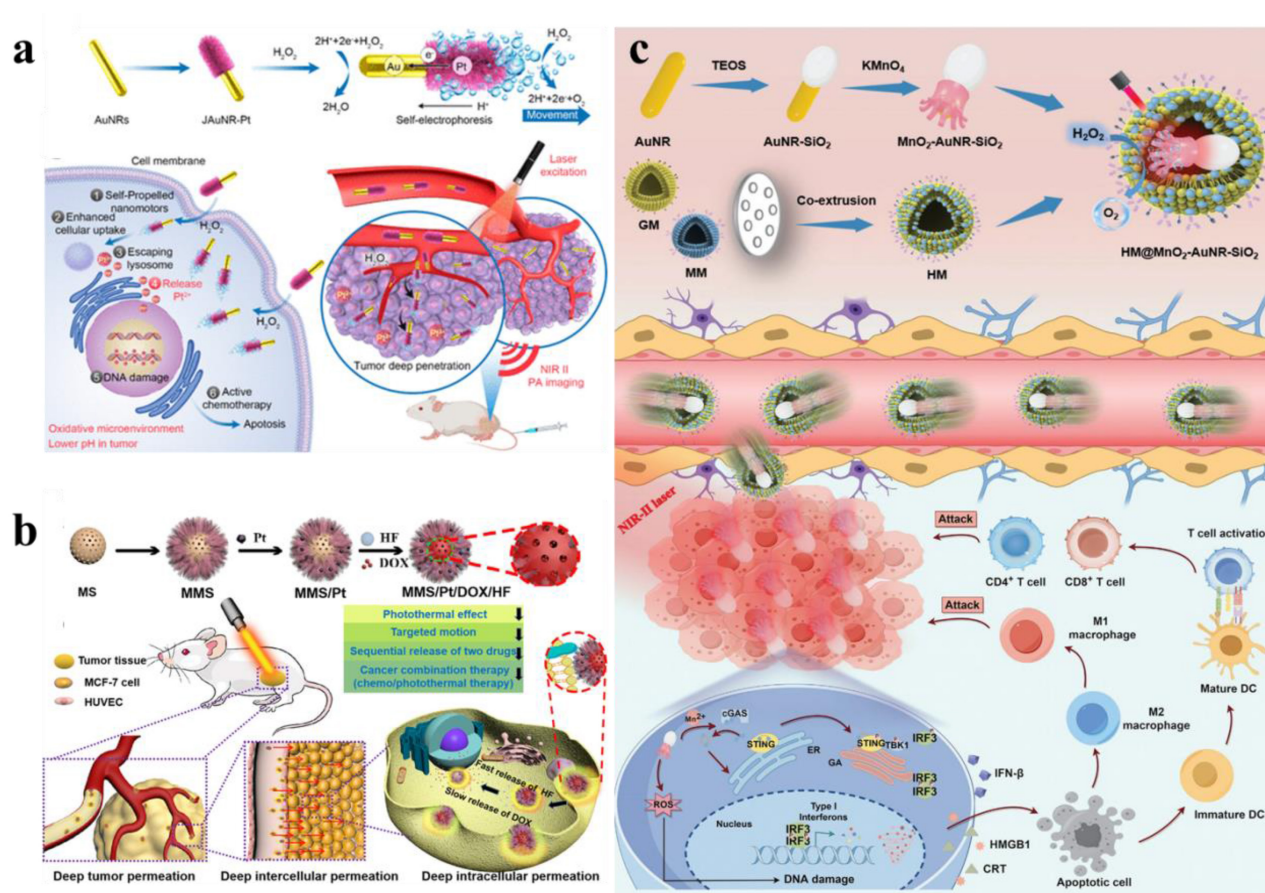 a
AuNRs
JAuNR-Pt
H₂O₂
2H⁺+2e⁻+H₂O₂
2H₂O
Au
e⁻
Pt
H⁺
Self-electrophoresis
H₂O₂
2H⁺+2e⁻+O₂
Movement
Cell membrane
1 Self-Propelled
nanomotors
2 Enhanced
cellular uptake
3 Escaping
lysosome
4 Release
Pt²⁺
Pt²⁺
H₂O₂
H₂O₂
5 DNA damage
6 Active
chemotherapy
Apotosis
Oxidative microenvironment
Lower pH in tumor
Laser
excitation
H₂O₂
Pt²⁺
Pt²⁺
Pt²⁺
Tumor deep penetration
NIR II
PA imaging
b
MS
MMS
Pt
MMS/Pt
HF
DOX
MMS/Pt/DOX/HF
Photothermal effect
Targeted motion
Sequential release of two drugs
Cancer combination therapy
(chemo/photothermal therapy)
Tumor tissue
MCF-7 cell
HUVEC
Fast release of HF
Slow release of DOX
Deep tumor permeation
Deep intercellular permeation
Deep intracellular permeation
c
AuNR
TEOS
AuNR-SiO₂
KMnO₄
MnO₂-AuNR-SiO₂
H₂O₂
O₂
HM@MnO₂-AuNR-SiO₂
GM
MM
Co-extrusion
HM
NIR-II laser
Attack
CD4⁺ T cell
CD8⁺ T cell
T cell activation
Attack
M1
macrophage
Mature DC
M2
macrophage
Immature DC
Mn²⁺
cGAS
STING
ER
STING
TBK1
IRF3
GA
IRF3
IRF3
ROS
Nucleus
Type I
Interferons
IRF3
IRF3
DNA damage
IFN-β
HMGB1
CRT
Apoptotic cell